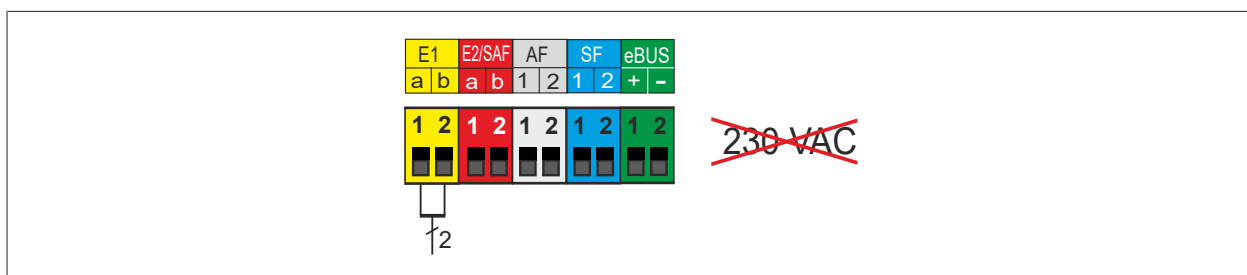 E1 E2/SAF AF SF eBUS
a b a b 1 2 1 2 + -
1 2 1 2 1 2 1 2 1 2
230 VAC
2